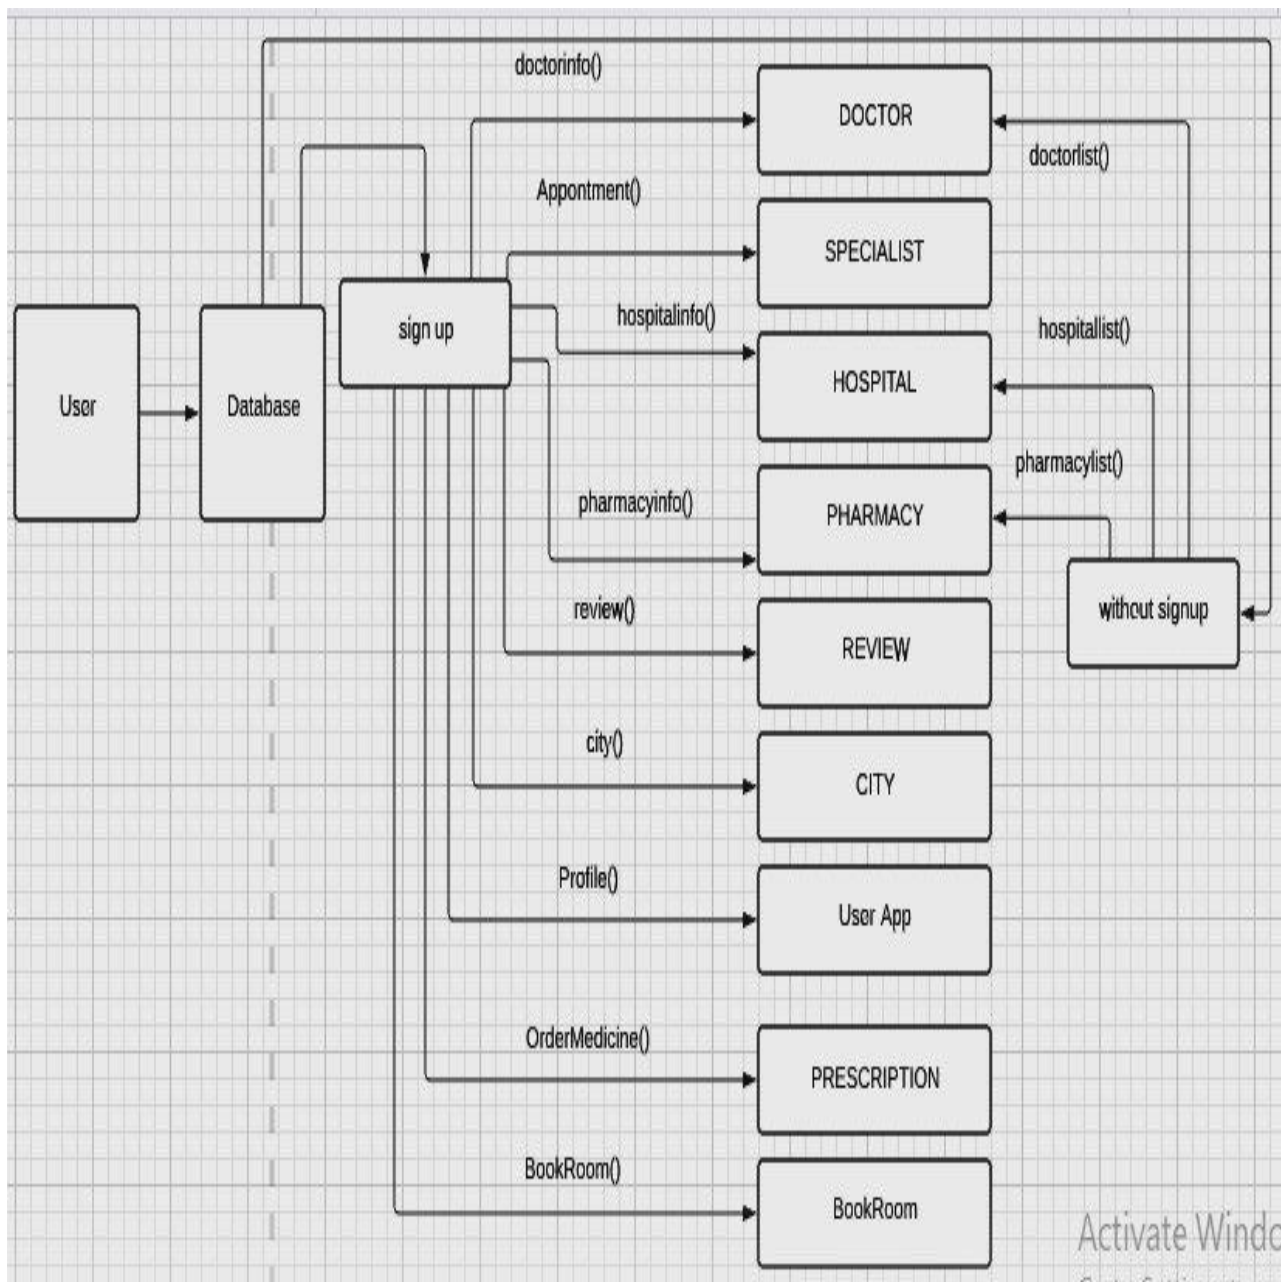 doctorinfo()
DOCTOR
doctorlist()
Appontment()
SPECIALIST
sign up
hospitalinfo()
hospitallist()
HOSPITAL
User
Database
pharmacylist()
pharmacyinfo()
PHARMACY
review()
without signup
REVIEW
city()
CITY
Profile()
User App
OrderMedicine()
PRESCRIPTION
BookRoom()
BookRoom
Activate Windo